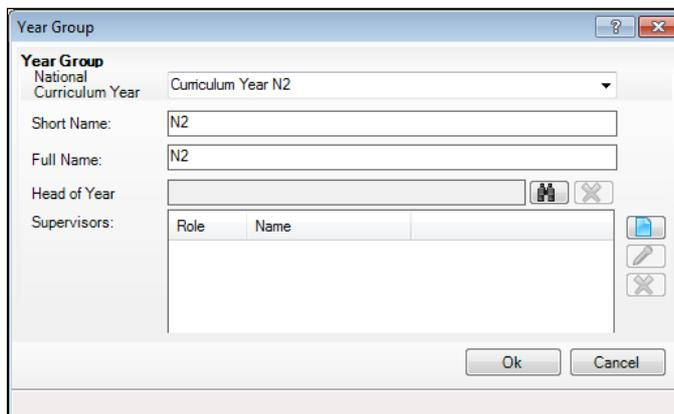 Year Group
?
Year Group
National
Curriculum Year
Curriculum Year N2
Short Name:
N2
Full Name:
N2
Head of Year
Supervisors:
Role Name
Ok Cancel